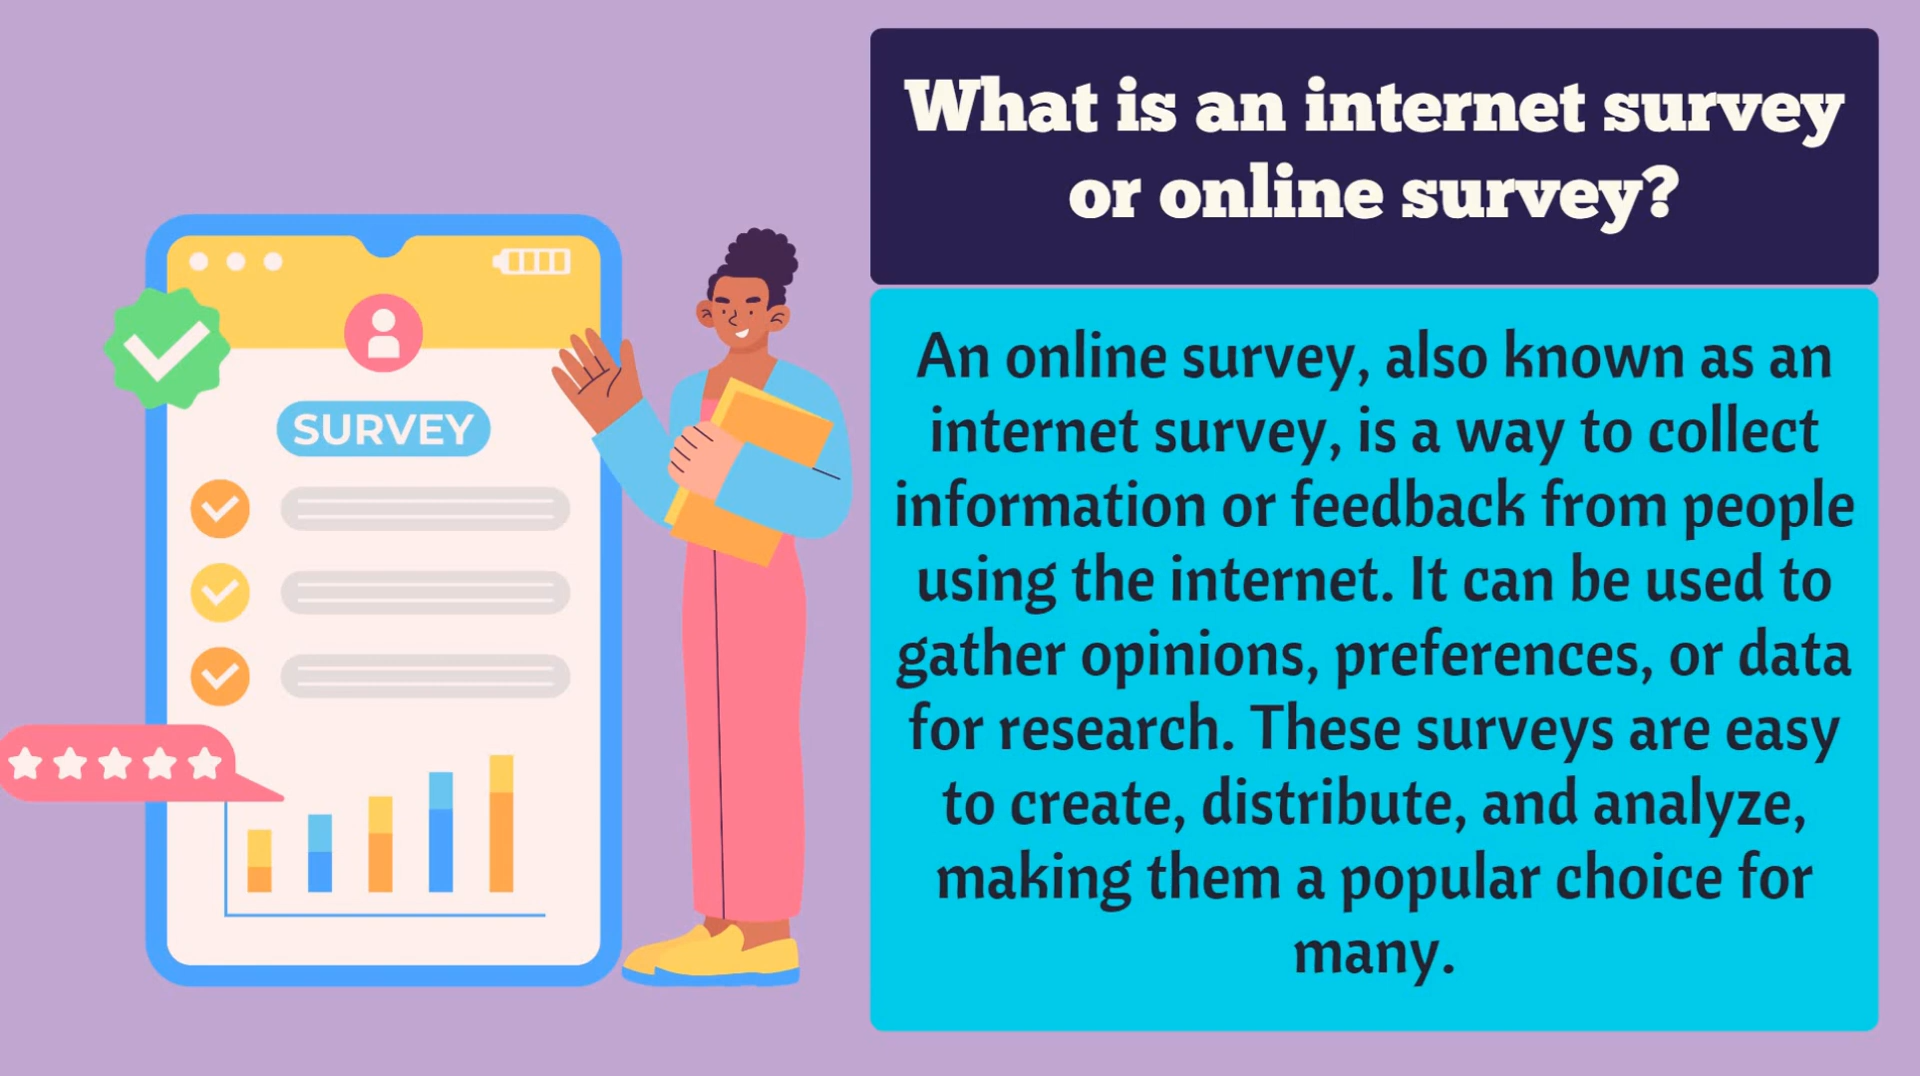 What is an internet survey
or online survey?
SURVEY
An online survey, also known as an
internet survey, is a way to collect
information or feedback from people
using the internet. It can be used to
gather opinions, preferences, or data
for research. These surveys are easy
to create, distribute, and analyze,
making them a popular choice for
many.